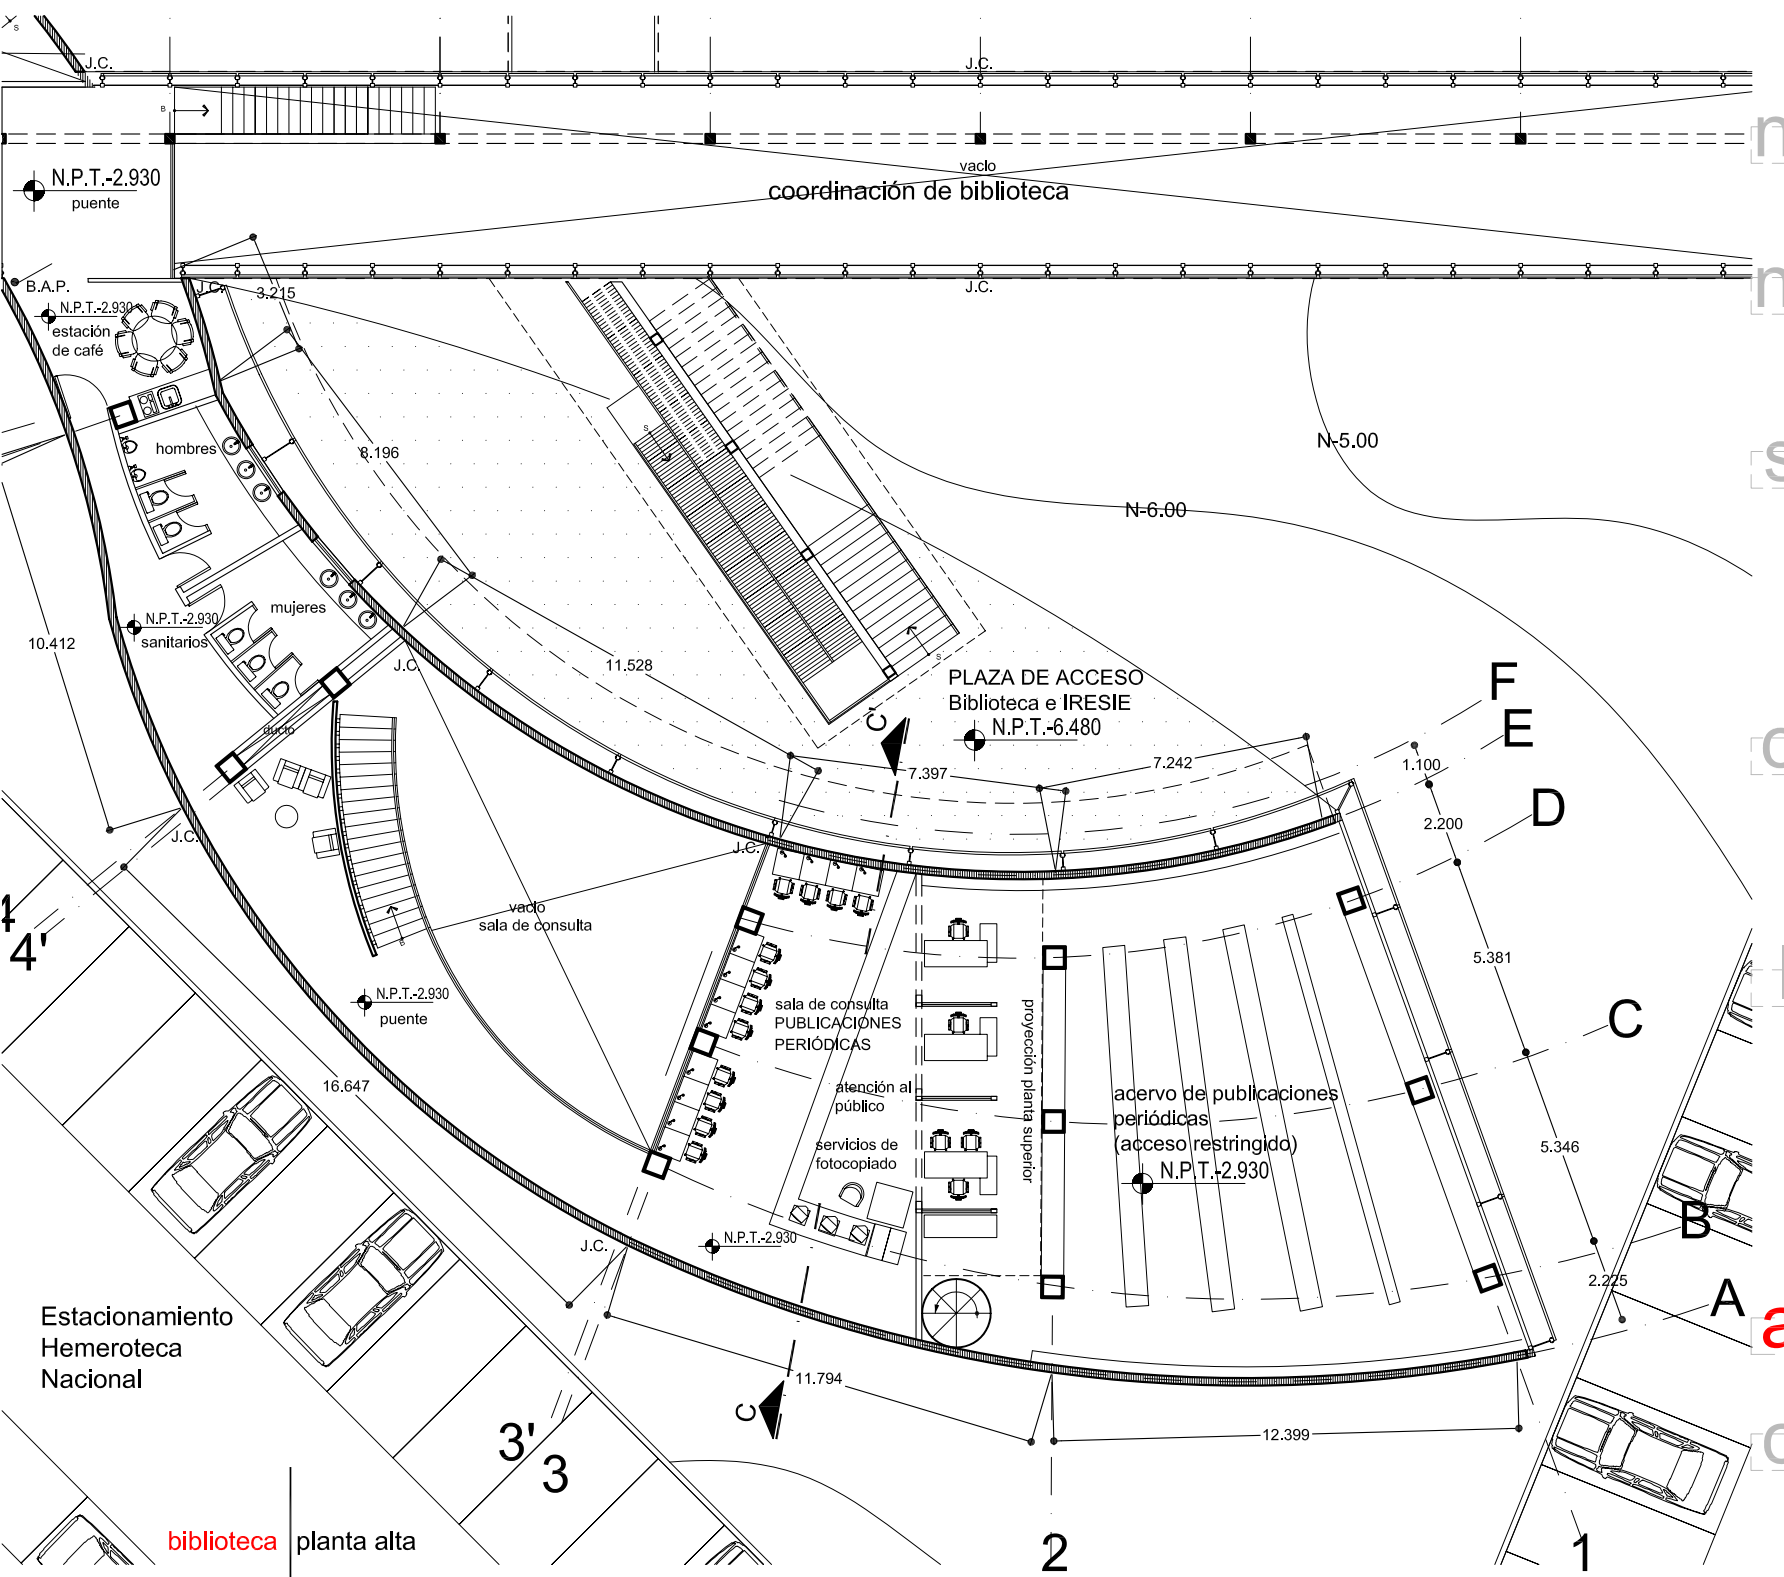 S
J.C.
J.C.
B
N.P.T.-2.930
puente
vacío
coordinación de biblioteca
B.A.P.
J.C.
3.215
J.C.
N.P.T.-2.930
estación
de café
8.196
S
hombres
N-5.00
N-6.00
mujeres
N.P.T.-2.930
sanitarios
10.412
J.C.
11.528
S
PLAZA DE ACCESO
Biblioteca e IRESIE
N.P.T.-6.480
C'
F
E
ducto
7.397
7.242
1.100
D
2.200
J.C.
J.C.
4
4'
vacío
sala de consulta
B
5.381
N.P.T.-2.930
puente
sala de consulta
PUBLICACIONES
PERIÓDICAS
proyección planta superior
C
16.647
atención al
público
acervo de publicaciones
periódicas
(acceso restringido)
N.P.T.-2.930
servicios de
fotocopiado
5.346
J.C.
N.P.T.-2.930
B
2.225
A
Estacionamiento
Hemeroteca
Nacional
11.794
C
12.399
3'
3
biblioteca planta alta
2
1